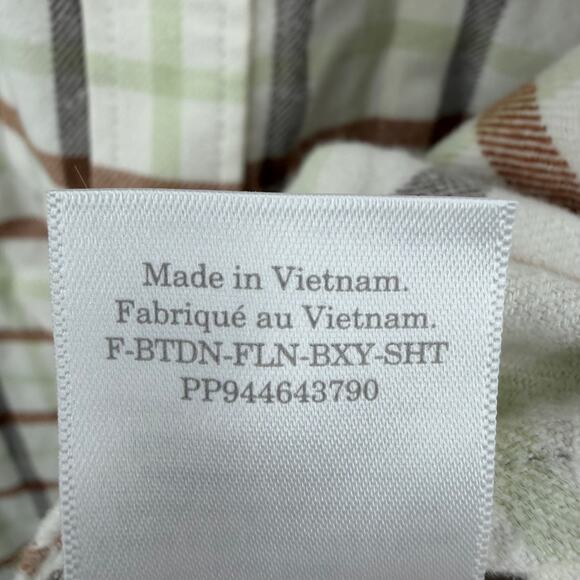 Made in Vietnam.
Fabriqué au Vietnam.
F-BTDN-FLN-BXY-SHT
PP944643790